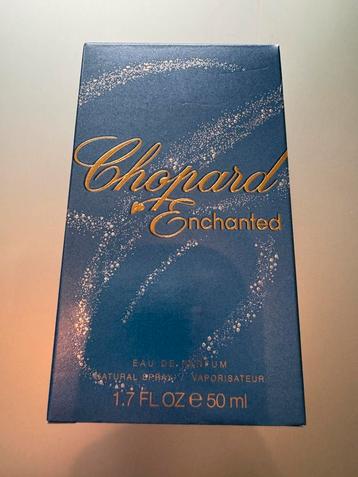 Chopard
Enchanted
EAU DE PARFUM
NATURAL SPRAY / VAPORISATEUR
1.7 FL OZ ℮ 50 ml